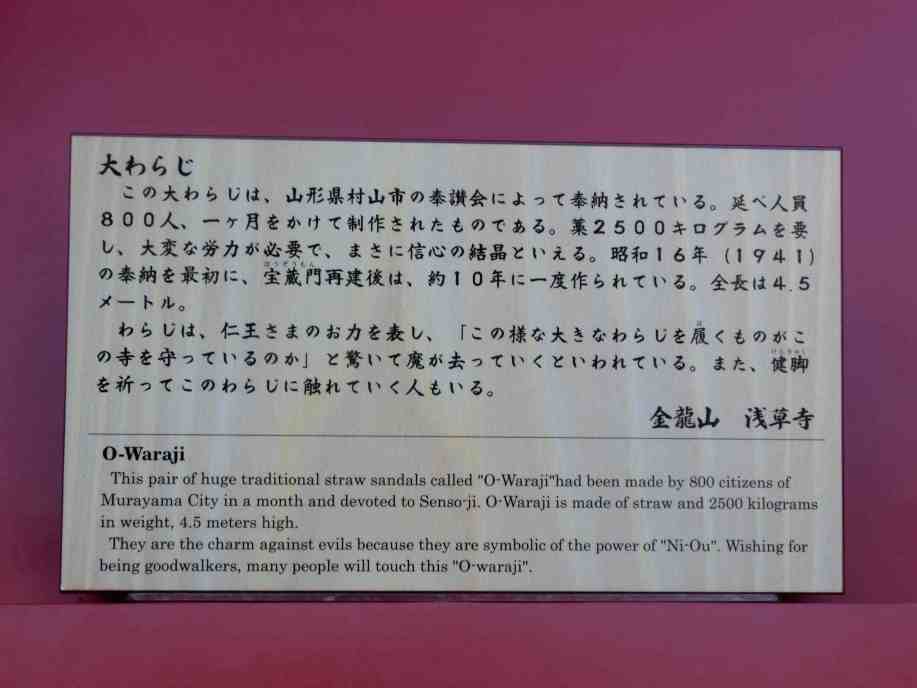 大わらじ
この大わらじは、山形県村山市の奉讃会によって奉納されている。延べ人員
８００人、一ヶ月をかけて制作されたものである。藁２５００キログラムを要
し、大変な労力が必要で、まさに信心の結晶といえる。昭和１６年（１９４１）
の奉納を最初に、宝蔵門再建後は、約１０年に一度作られている。全長は４.５
メートル。
わらじは、仁王さまのお力を表し、「この様な大きなわらじを履くものがこ
の寺を守っているのか」と驚いて魔が去っていくといわれている。また、健脚
を祈ってこのわらじに触れていく人もいる。
金龍山　浅草寺
O-Waraji
This pair of huge traditional straw sandals called "O-Waraji"had been made by 800 citizens of
Murayama City in a month and devoted to Senso-ji. O-Waraji is made of straw and 2500 kilograms
in weight, 4.5 meters high.
They are the charm against evils because they are symbolic of the power of "Ni-Ou". Wishing for
being goodwalkers, many people will touch this "O-waraji".